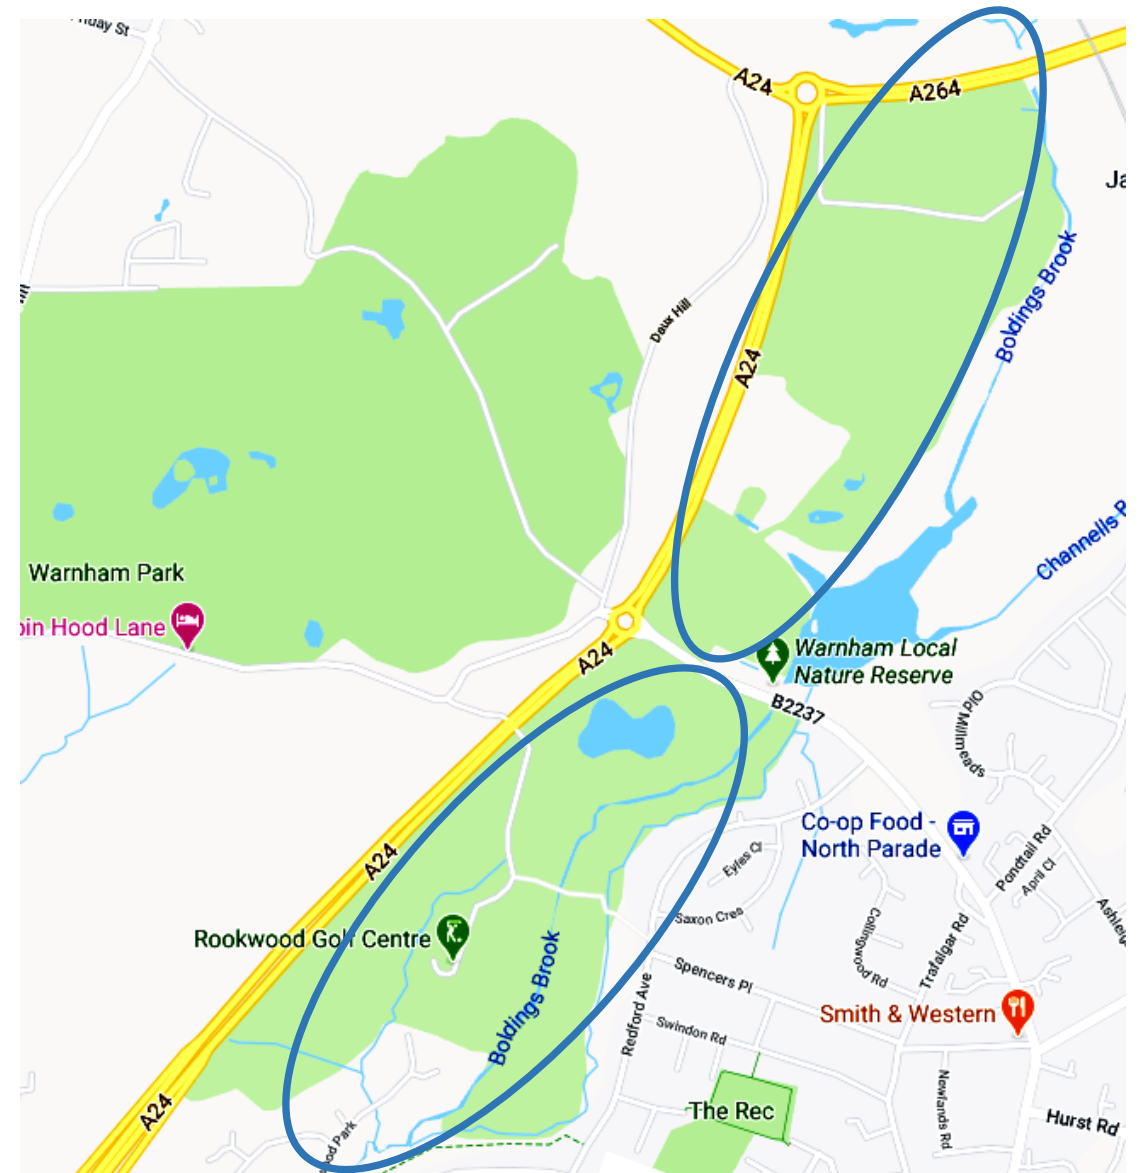 A24
A264
Boldings Brook
Daux Hill
A24
Channells
Warnham Park
Hood Lane
A24
Warnham Local
Nature Reserve
B2237
Old Millmeads
Co-op Food -
North Parade
Pondtail Rd
April Cl
Eyles Cl
A24
Saxon Cres
Collingwood Rd
Trafalgar Rd
Rookwood Golf Centre
Boldings Brook
Spencers Pl
Redford Ave
Swindon Rd
Smith & Western
Newlands Rd
The Rec
Hurst Rd
A24
Park